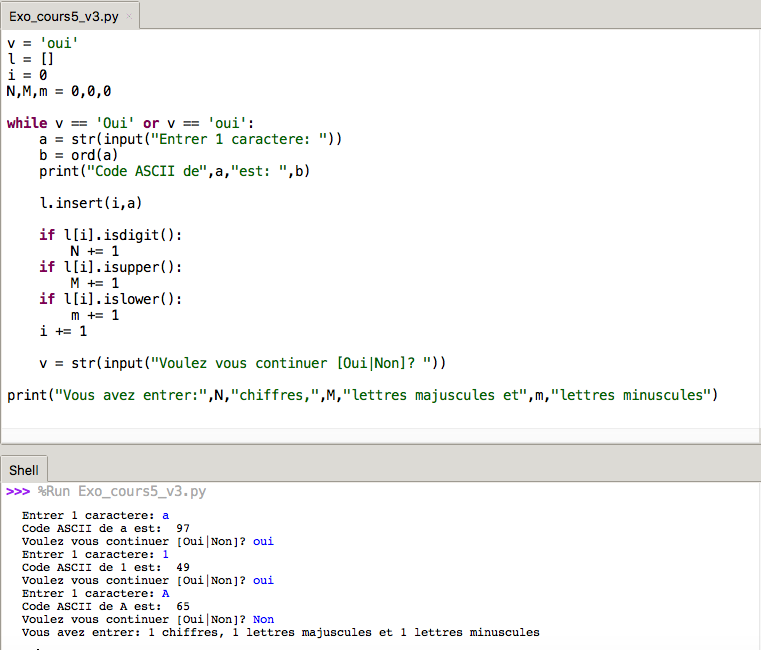 Exo_cours5_v3.py ×
v = 'oui'
l = []
i = 0
N,M,m = 0,0,0
while v == 'Oui' or v == 'oui':
    a = str(input("Entrer 1 caractere: "))
    b = ord(a)
    print("Code ASCII de",a,"est: ",b)
    l.insert(i,a)
    if l[i].isdigit():
        N += 1
    if l[i].isupper():
        M += 1
    if l[i].islower():
        m += 1
    i += 1
    v = str(input("Voulez vous continuer [Oui|Non]? "))
print("Vous avez entrer:",N,"chiffres,",M,"lettres majuscules et",m,"lettres minuscules")
Shell
>>> %Run Exo_cours5_v3.py
Entrer 1 caractere: a
Code ASCII de a est:  97
Voulez vous continuer [Oui|Non]? oui
Entrer 1 caractere: 1
Code ASCII de 1 est:  49
Voulez vous continuer [Oui|Non]? oui
Entrer 1 caractere: A
Code ASCII de A est:  65
Voulez vous continuer [Oui|Non]? Non
Vous avez entrer: 1 chiffres, 1 lettres majuscules et 1 lettres minuscules